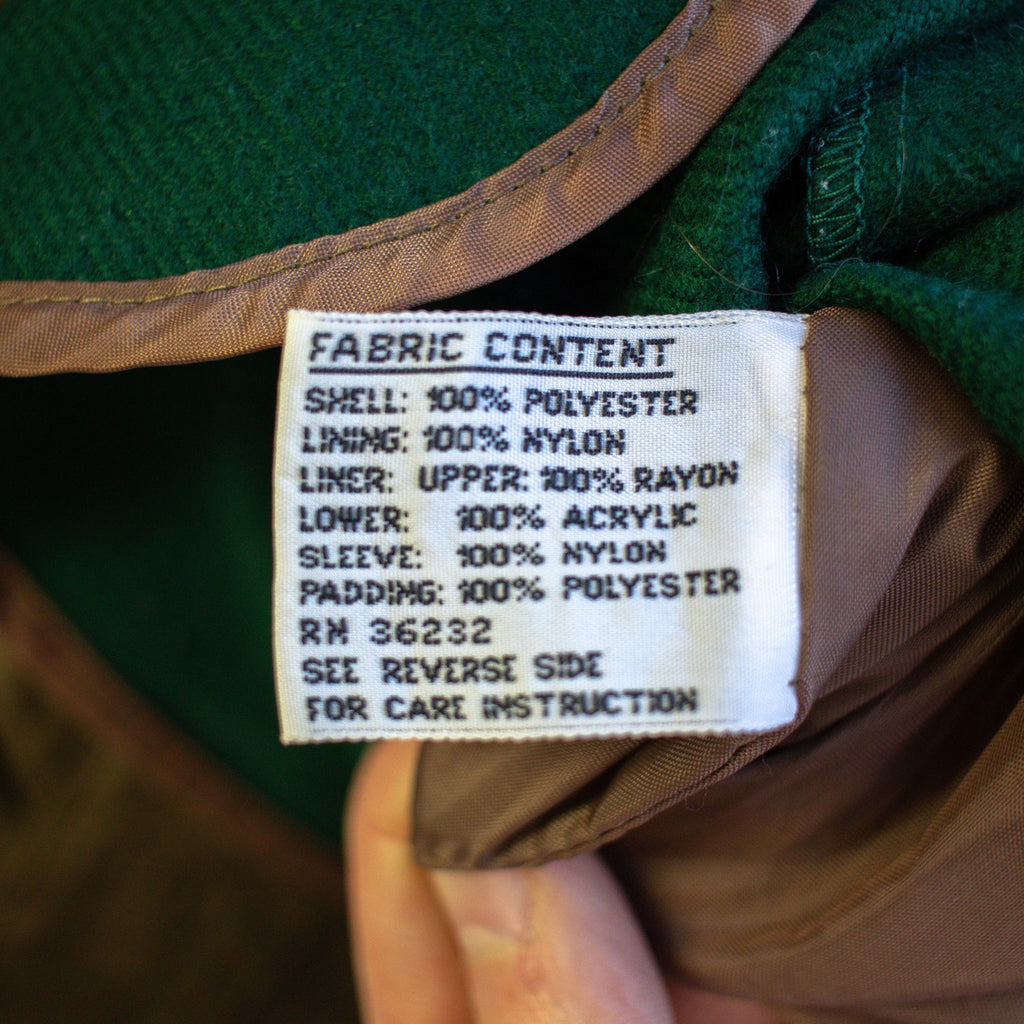 FABRIC CONTENT
SHELL: 100% POLYESTER
LINING: 100% NYLON
LINER: UPPER: 100% RAYON
LOWER: 100% ACRYLIC
SLEEVE: 100% NYLON
PADDING: 100% POLYESTER
RN 36232
SEE REVERSE SIDE
FOR CARE INSTRUCTION